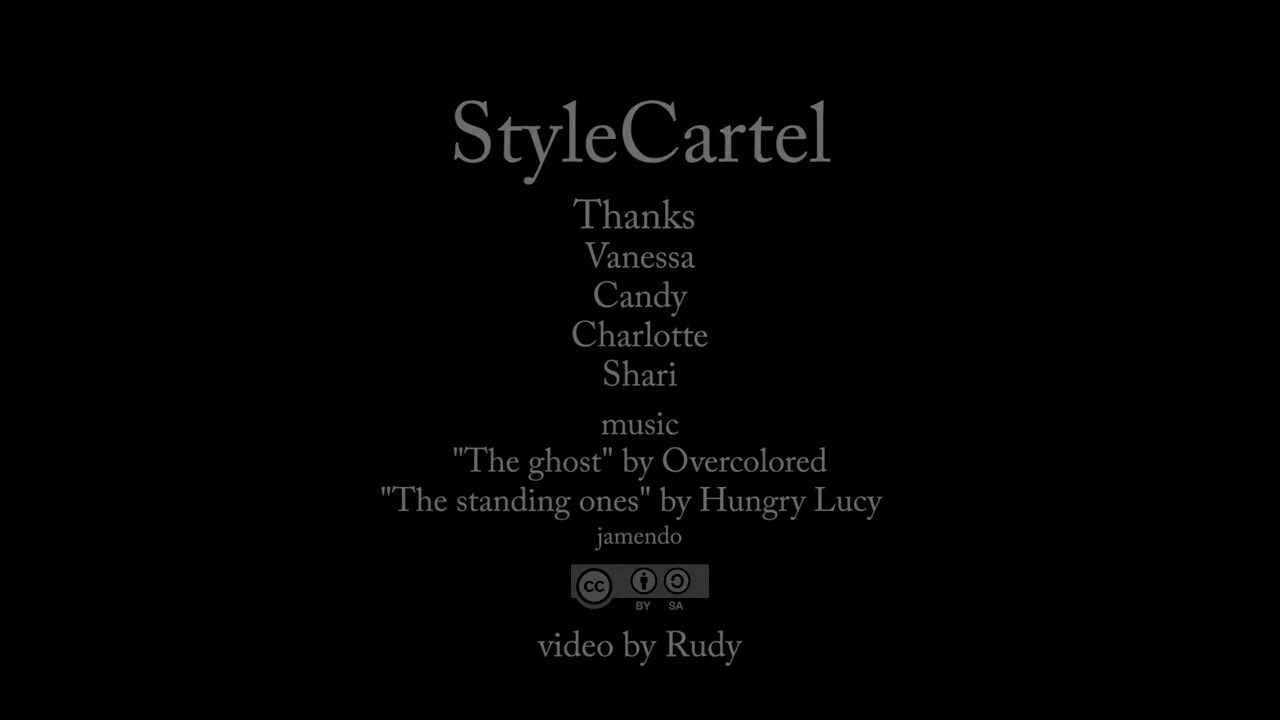 StyleCartel
Thanks
Vanessa
Candy
Charlotte
Shari
music
"The ghost" by Overcolored
"The standing ones" by Hungry Lucy
jamendo
cc BY SA
video by Rudy